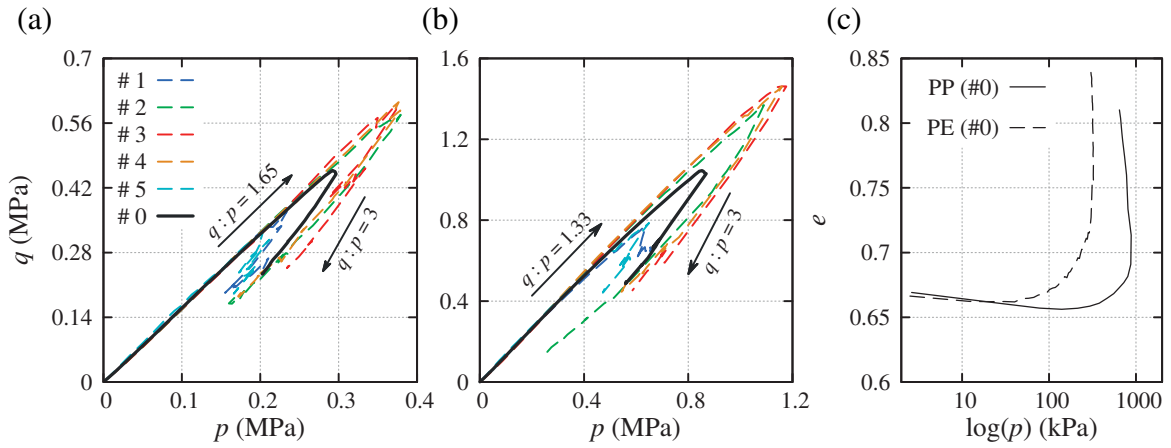 (a)
(b)
(c)
0.7
0.56
0.42
0.28
0.14
0
q (MPa)
# 1
# 2
# 3
# 4
# 5
# 0
q : p = 1.65
q : p = 3
0
0.1
0.2
0.3
0.4
p (MPa)
1.6
1.2
0.8
0.4
0
q : p = 1.33
q : p = 3
0
0.4
0.8
1.2
p (MPa)
0.85
0.8
0.75
0.7
0.65
0.6
e
PP (#0)
PE (#0)
10
100
1000
log(p) (kPa)